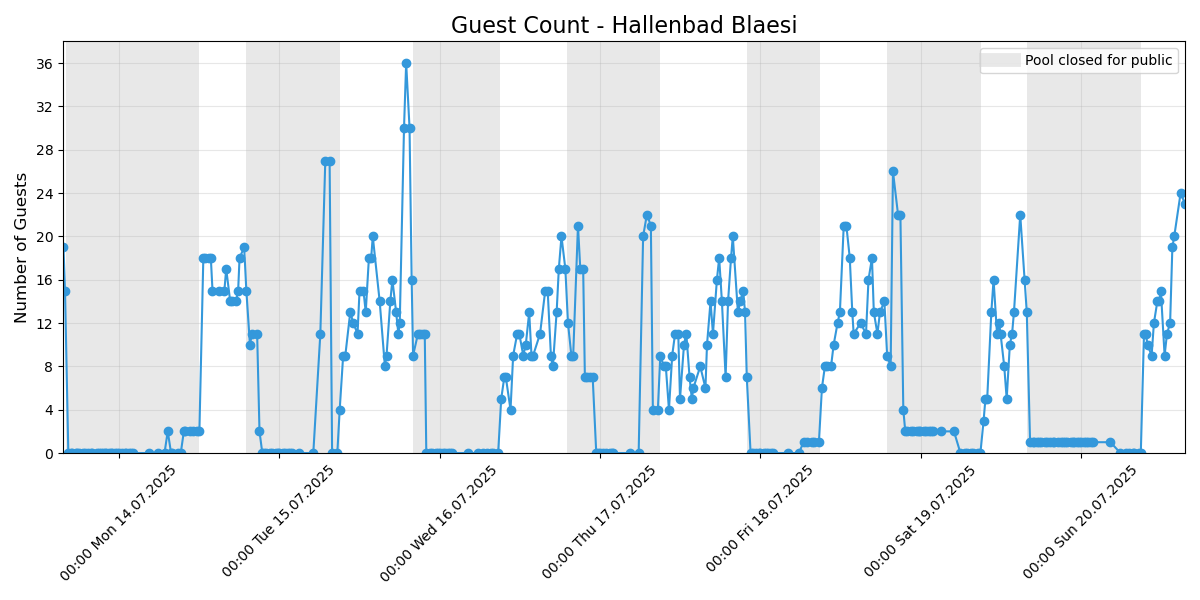 Guest Count - Hallenbad Blaesi
Pool closed for public
Number of Guests
36
32
28
24
20
16
12
8
4
0
00:00 Mon 14.07.2025
00:00 Tue 15.07.2025
00:00 Wed 16.07.2025
00:00 Thu 17.07.2025
00:00 Fri 18.07.2025
00:00 Sat 19.07.2025
00:00 Sun 20.07.2025